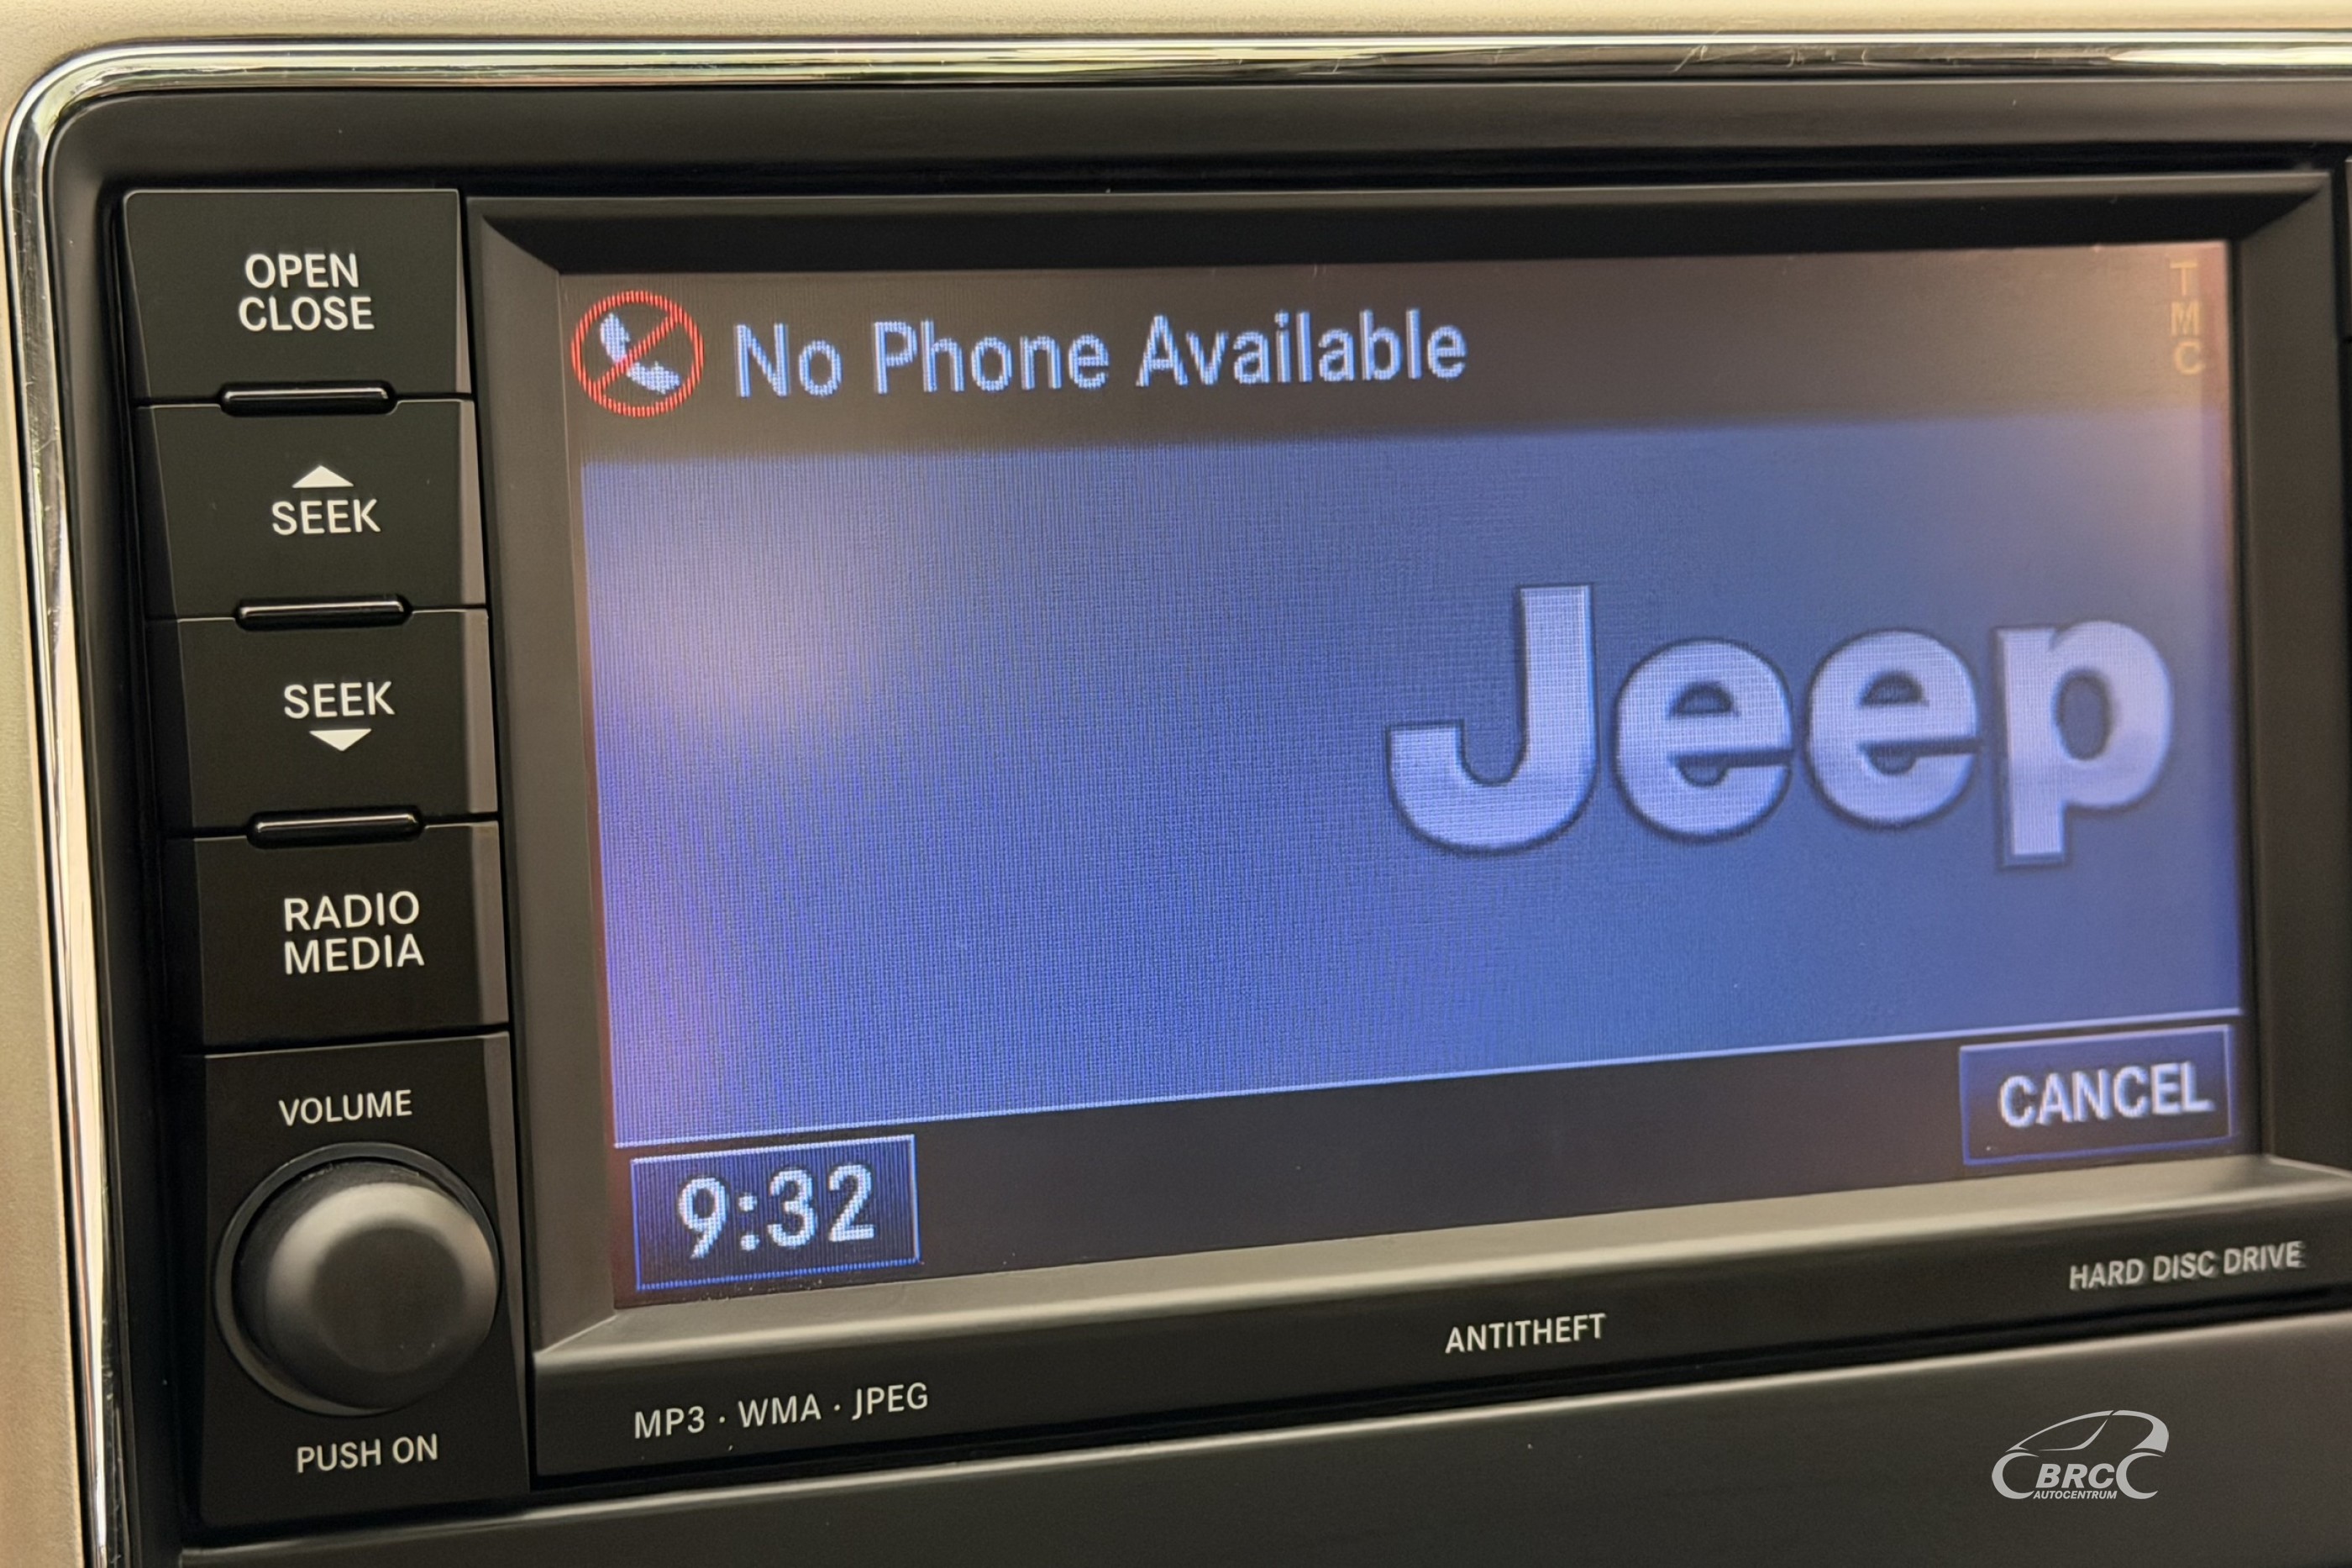 OPEN
CLOSE
SEEK
SEEK
RADIO
MEDIA
VOLUME
PUSH ON
No Phone Available
T
M
C
Jeep
9:32
CANCEL
MP3 · WMA · JPEG
ANTITHEFT
HARD DISC DRIVE
BRC
AUTOCENTRUM